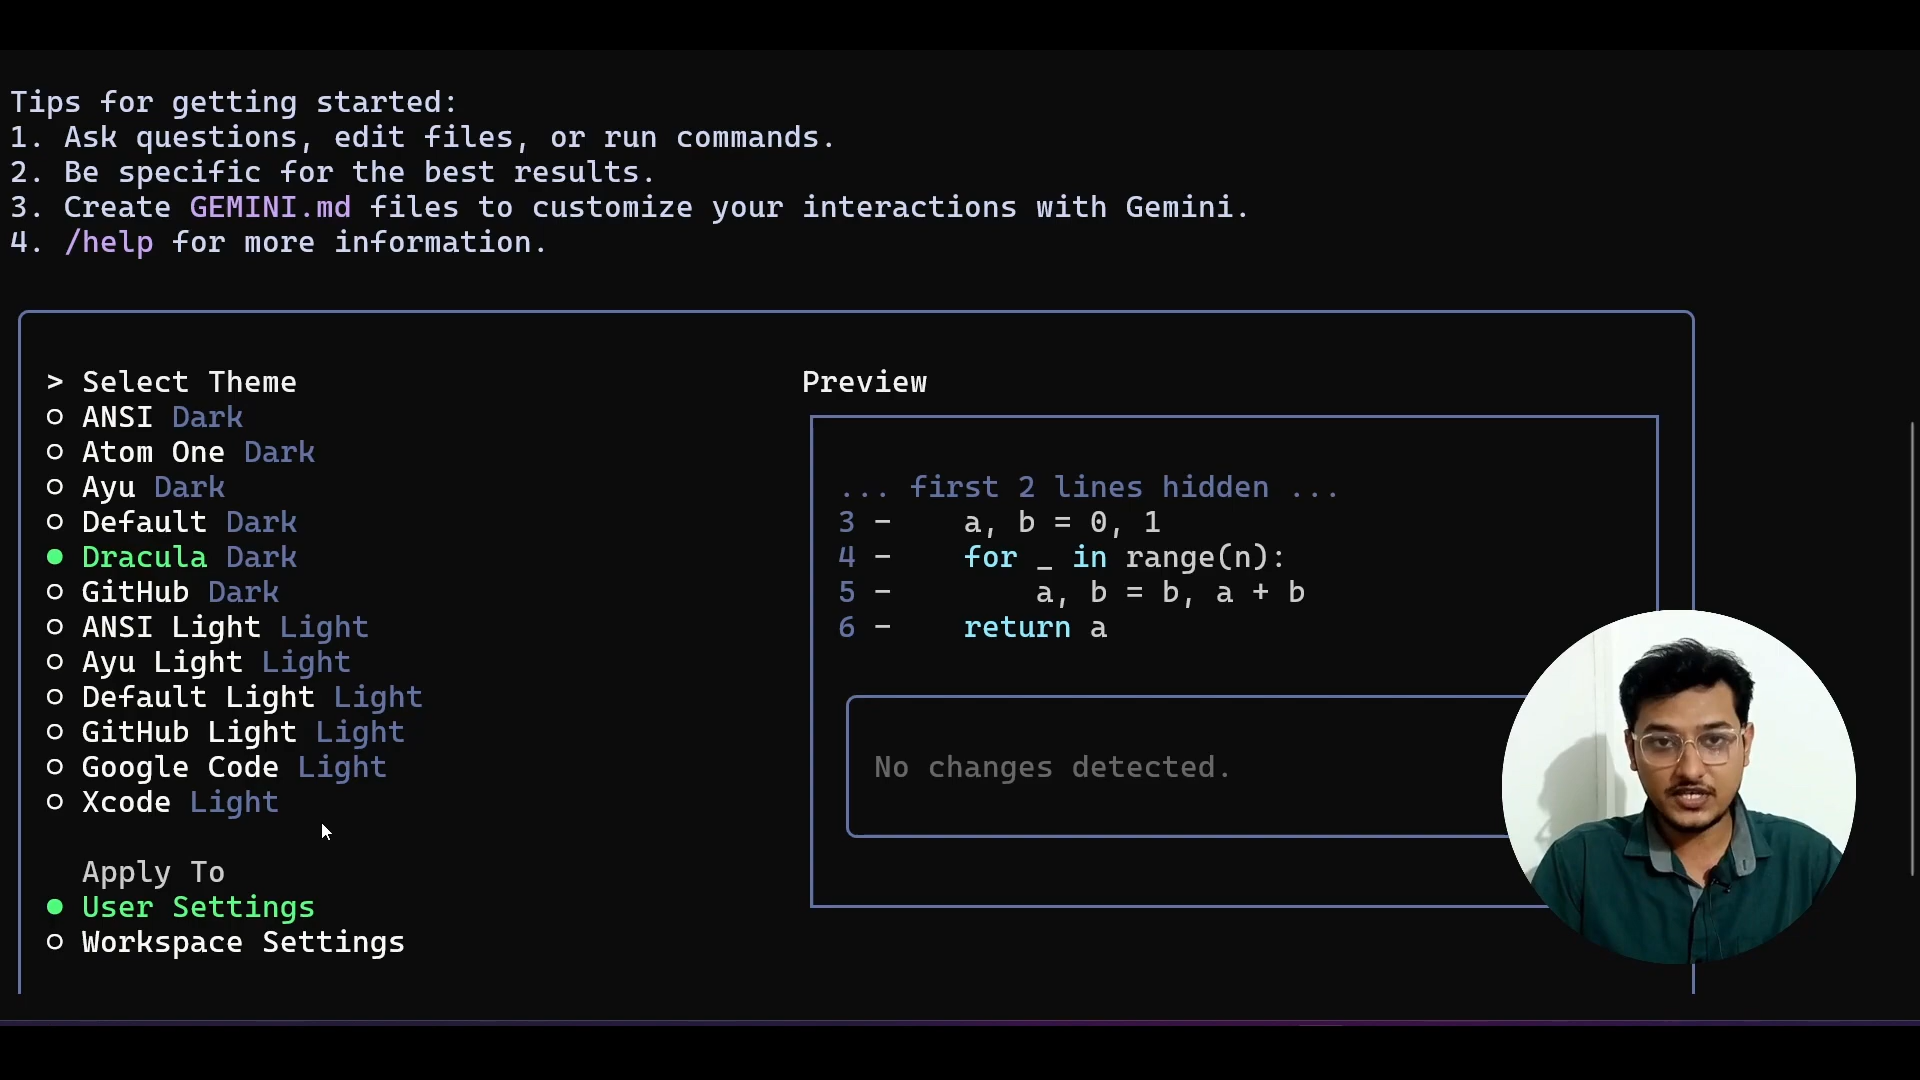 Tips for getting started:
1. Ask questions, edit files, or run commands.
2. Be specific for the best results.
3. Create GEMINI.md files to customize your interactions with Gemini.
4. /help for more information.
> Select Theme
ANSI Dark
Atom One Dark
Ayu Dark
Default Dark
Dracula Dark
GitHub Dark
ANSI Light Light
Ayu Light Light
Default Light Light
GitHub Light Light
Google Code Light
Xcode Light
Apply To
User Settings
Workspace Settings
Preview
... first 2 lines hidden ...
3 -    a, b = 0, 1
4 -    for _ in range(n):
5 -        a, b = b, a + b
6 -    return a
No changes detected.